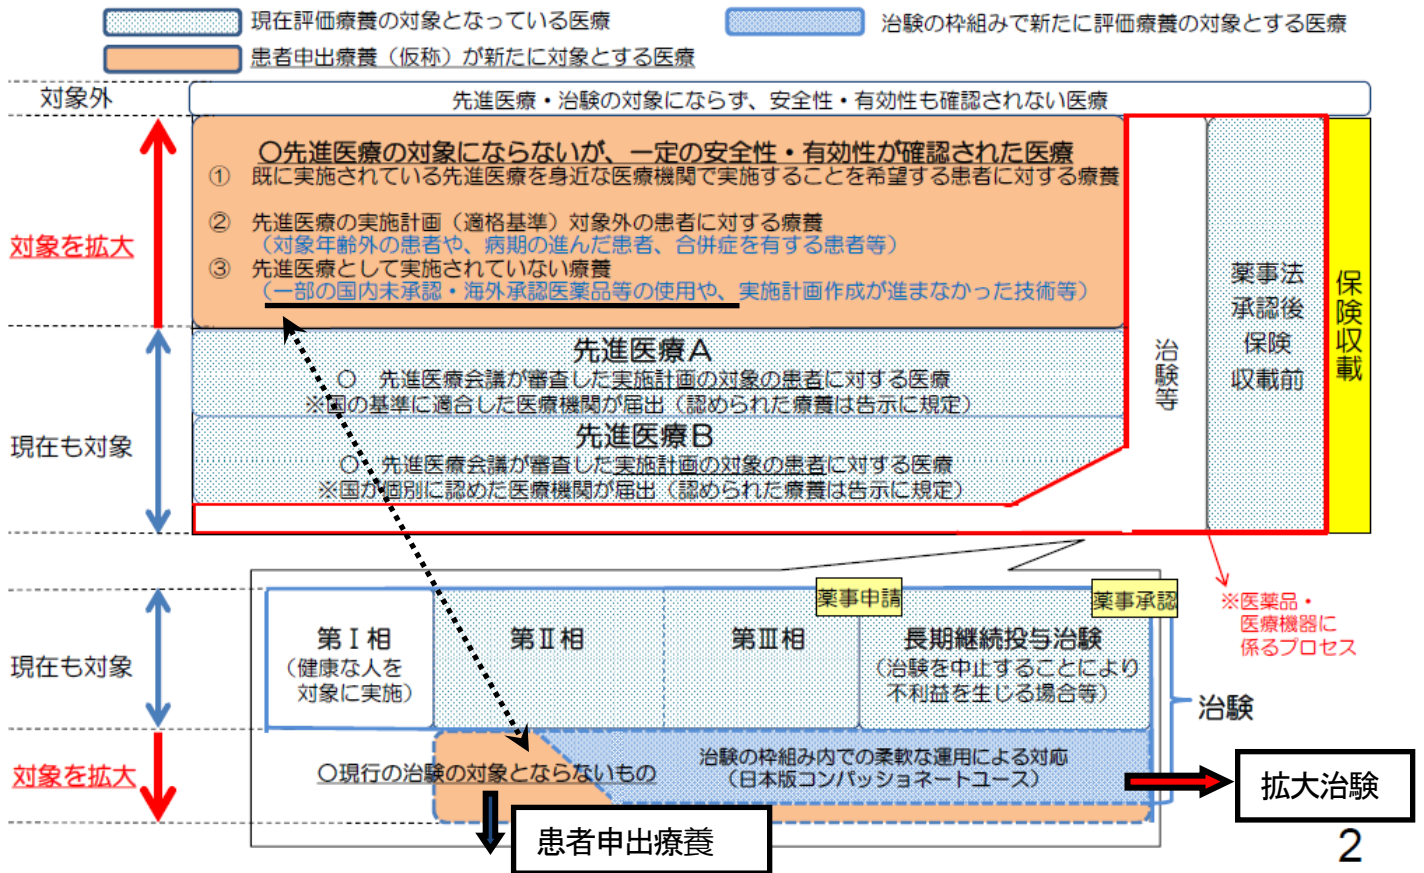 現在評価療養の対象となっている医療
治験の枠組みで新たに評価療養の対象とする医療
患者申出療養（仮称）が新たに対象とする医療
対象外
先進医療・治験の対象にならず、安全性・有効性も確認されない医療
対象を拡大
〇先進医療の対象にならないが、一定の安全性・有効性が確認された医療
① 既に実施されている先進医療を身近な医療機関で実施することを希望する患者に対する療養
② 先進医療の実施計画（適格基準）対象外の患者に対する療養
（対象年齢外の患者や、病期の進んだ患者、合併症を有する患者等）
③ 先進医療として実施されていない療養
（一部の国内未承認・海外承認医薬品等の使用や、実施計画作成が進まなかった技術等）
現在も対象
先進医療A
〇 先進医療会議が審査した実施計画の対象の患者に対する医療
※国の基準に適合した医療機関が届出（認められた療養は告示に規定）
先進医療B
〇 先進医療会議が審査した実施計画の対象の患者に対する医療
※国が個別に認めた医療機関が届出（認められた療養は告示に規定）
治験等
薬事法
承認後
保険
収載前
保険収載
※医薬品・
医療機器に
係るプロセス
現在も対象
薬事申請
薬事承認
第Ⅰ相
（健康な人を
対象に実施）
第Ⅱ相
第Ⅲ相
長期継続投与治験
（治験を中止することにより
不利益を生じる場合等）
治験
対象を拡大
〇現行の治験の対象とならないもの
治験の枠組み内での柔軟な運用による対応
（日本版コンパッショネートユース）
拡大治験
患者申出療養
2